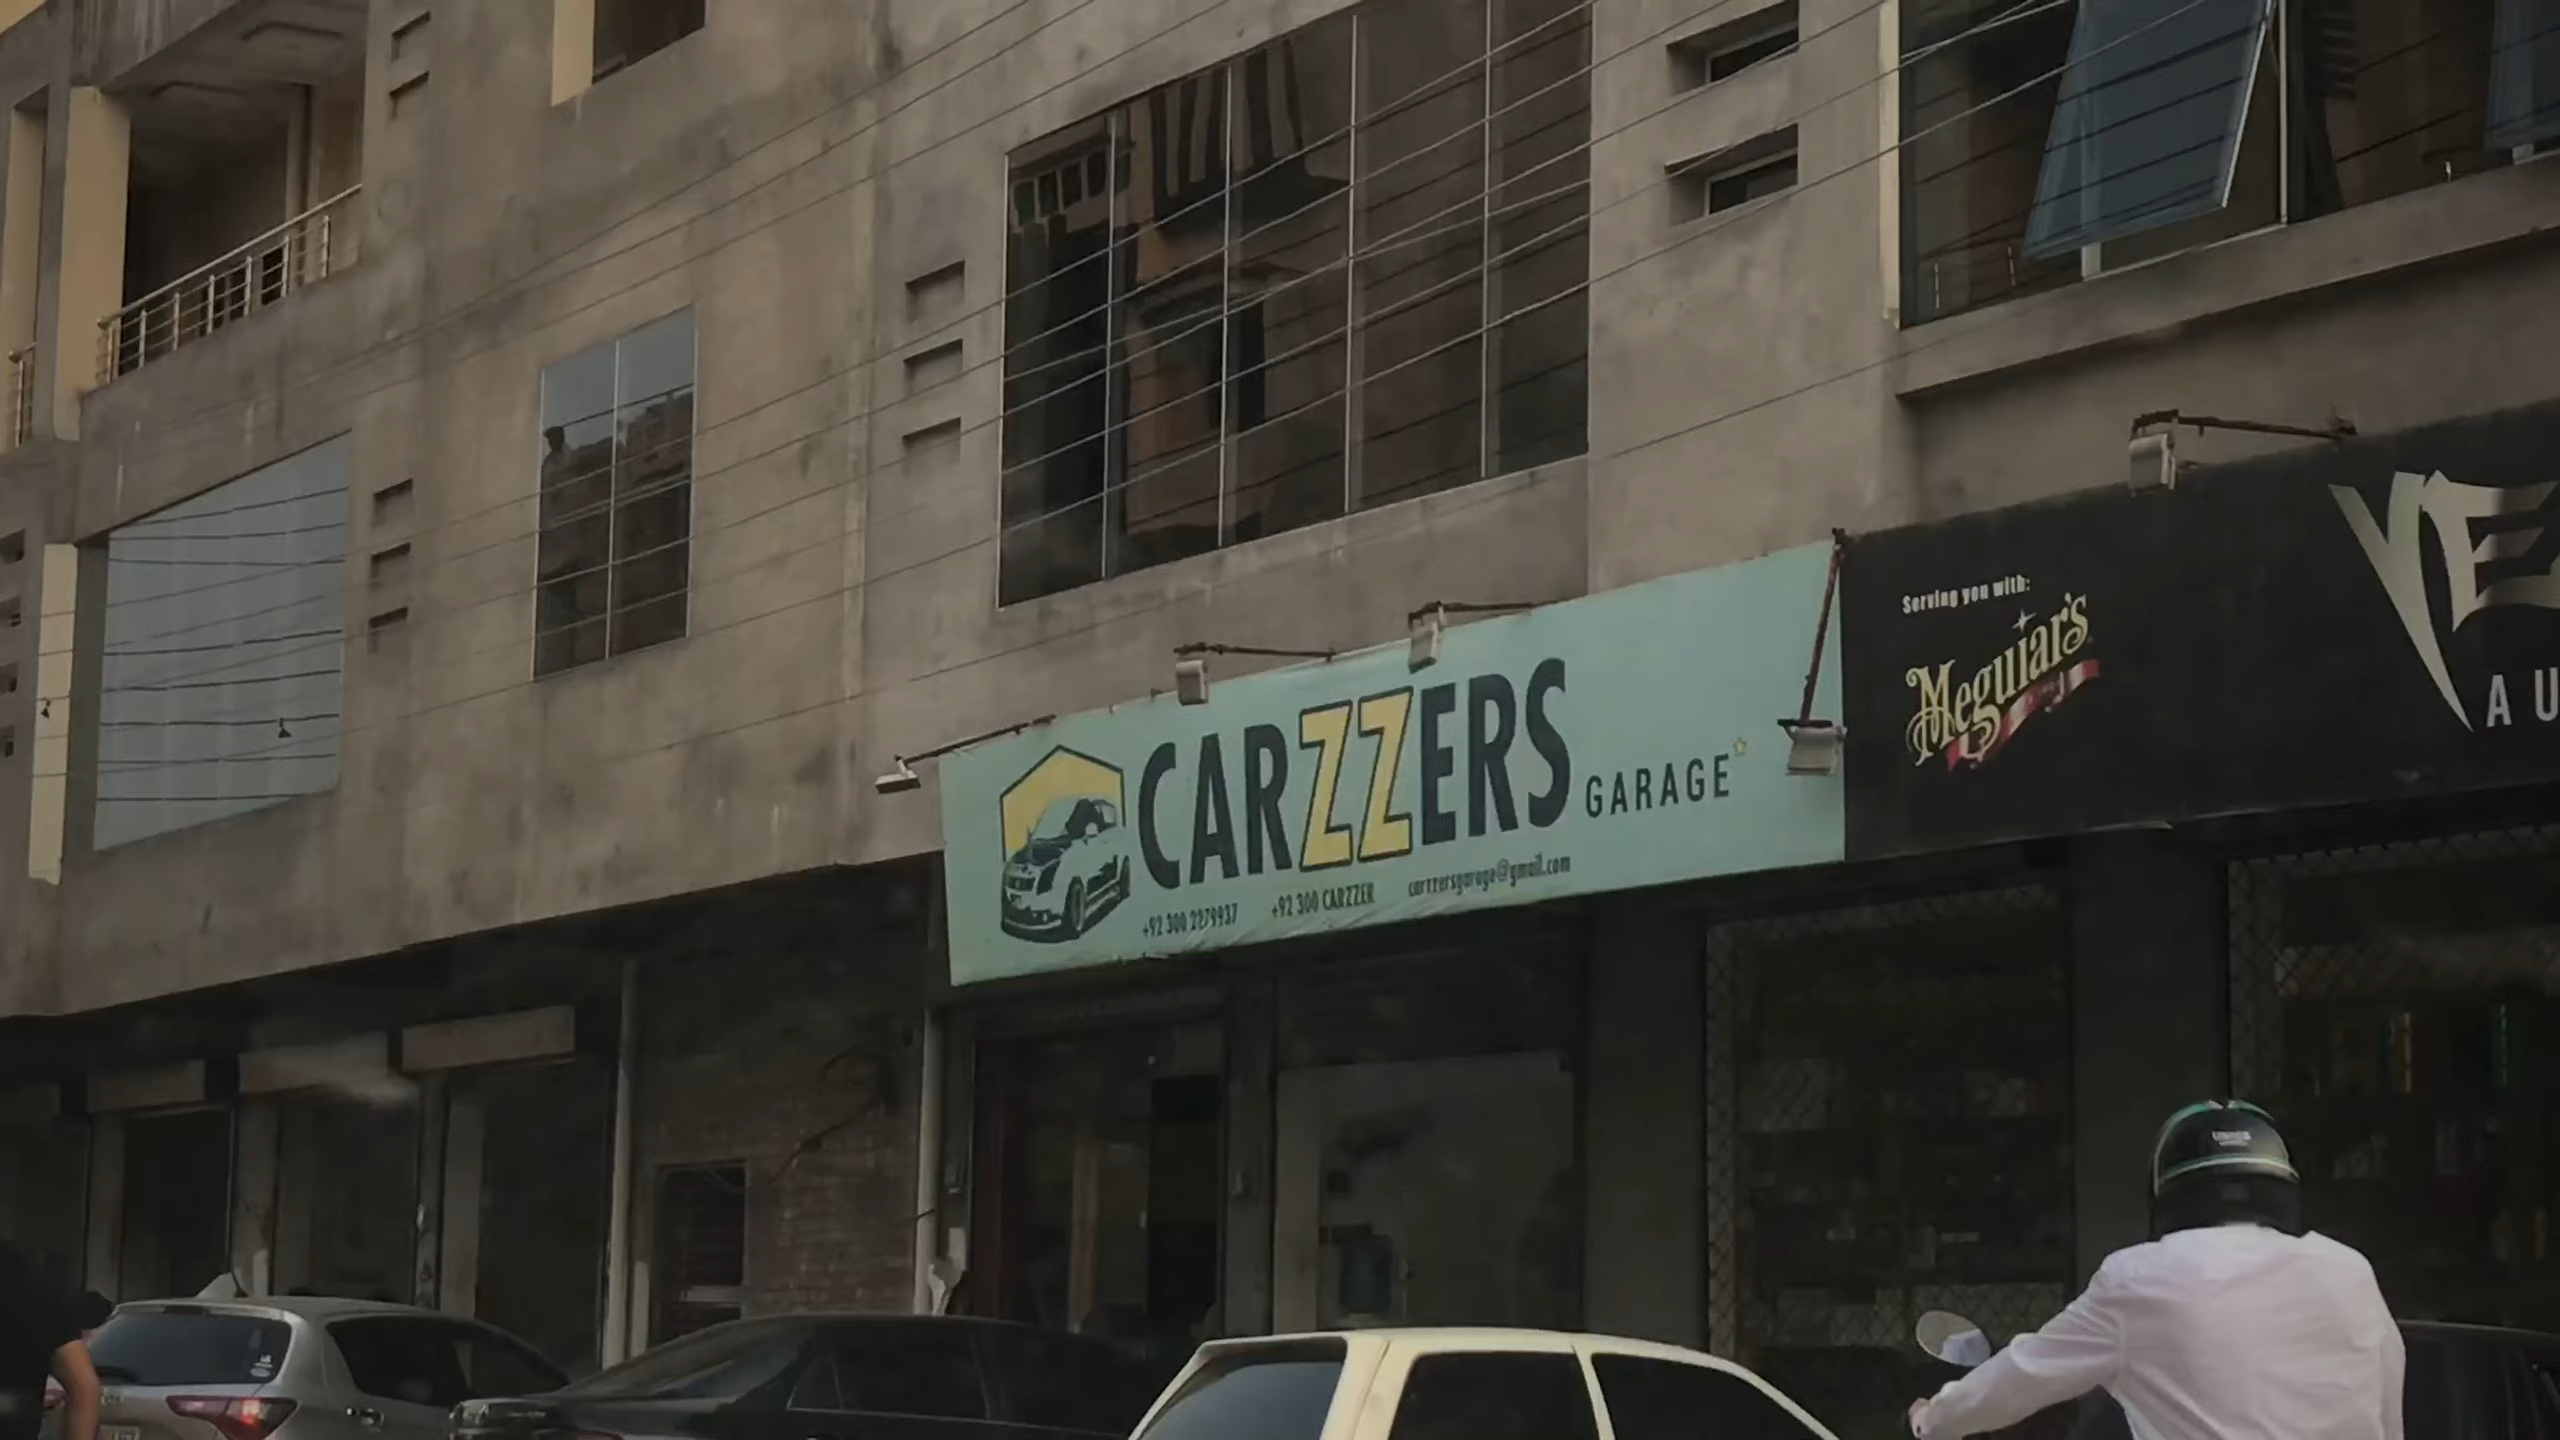 CARZZERS GARAGE
+92 300 2279937 +92 300 CARZZER carzzersgarage@gmail.com
Serving you with:
Meguiar's